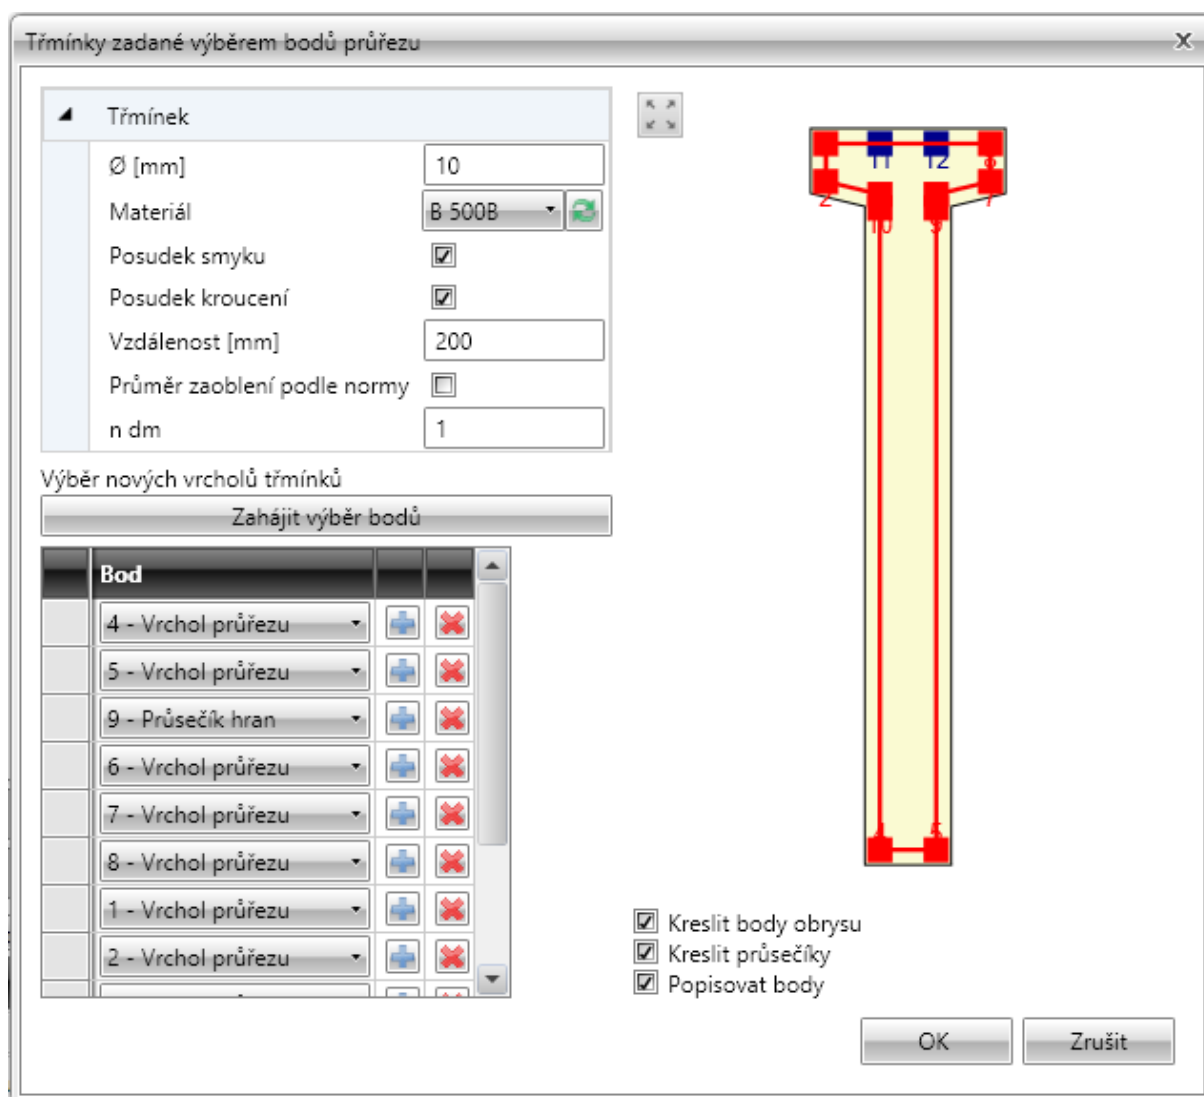 Třmínky zadané výběrem bodů průřezu
Třmínek
Ø [mm] 10
Materiál B 500B
Posudek smyku
Posudek kroucení
Vzdálenost [mm] 200
Průměr zaoblení podle normy
n dm 1
Výběr nových vrcholů třmínků
Zahájit výběr bodů
Bod
4 - Vrchol průřezu
5 - Vrchol průřezu
9 - Průsečík hran
6 - Vrchol průřezu
7 - Vrchol průřezu
8 - Vrchol průřezu
1 - Vrchol průřezu
2 - Vrchol průřezu
11 12 8
2 7
10 9
4 5
Kreslit body obrysu
Kreslit průsečíky
Popisovat body
OK Zrušit